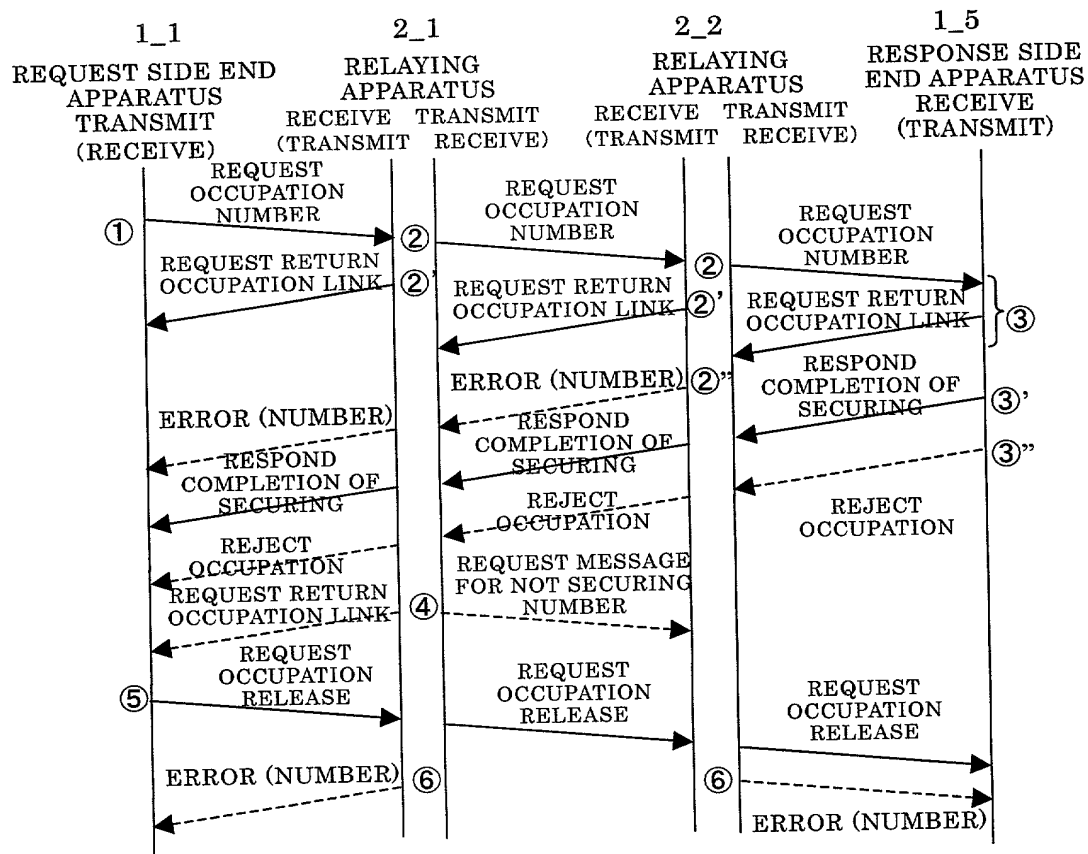 1_1
2_1
2_2
1_5
REQUEST SIDE END
APPARATUS
TRANSMIT
(RECEIVE)
RELAYING
APPARATUS
RECEIVE TRANSMIT
(TRANSMIT RECEIVE)
RELAYING
APPARATUS
RECEIVE TRANSMIT
(TRANSMIT RECEIVE)
RESPONSE SIDE
END APPARATUS
RECEIVE
(TRANSMIT)
REQUEST
OCCUPATION
NUMBER
①
②
REQUEST
OCCUPATION
NUMBER
②
REQUEST
OCCUPATION
NUMBER
REQUEST RETURN
OCCUPATION LINK
②'
REQUEST RETURN
OCCUPATION LINK
②'
REQUEST RETURN
OCCUPATION LINK
③
ERROR (NUMBER)
②”
RESPOND
COMPLETION OF
SECURING
③'
ERROR (NUMBER)
RESPOND
COMPLETION OF
SECURING
③”
RESPOND
COMPLETION OF
SECURING
REJECT
OCCUPATION
REJECT
OCCUPATION
REJECT
OCCUPATION
REQUEST MESSAGE
FOR NOT SECURING
NUMBER
REQUEST RETURN
OCCUPATION LINK
④
REQUEST
OCCUPATION
RELEASE
⑤
REQUEST
OCCUPATION
RELEASE
REQUEST
OCCUPATION
RELEASE
ERROR (NUMBER)
⑥
⑥
ERROR (NUMBER)